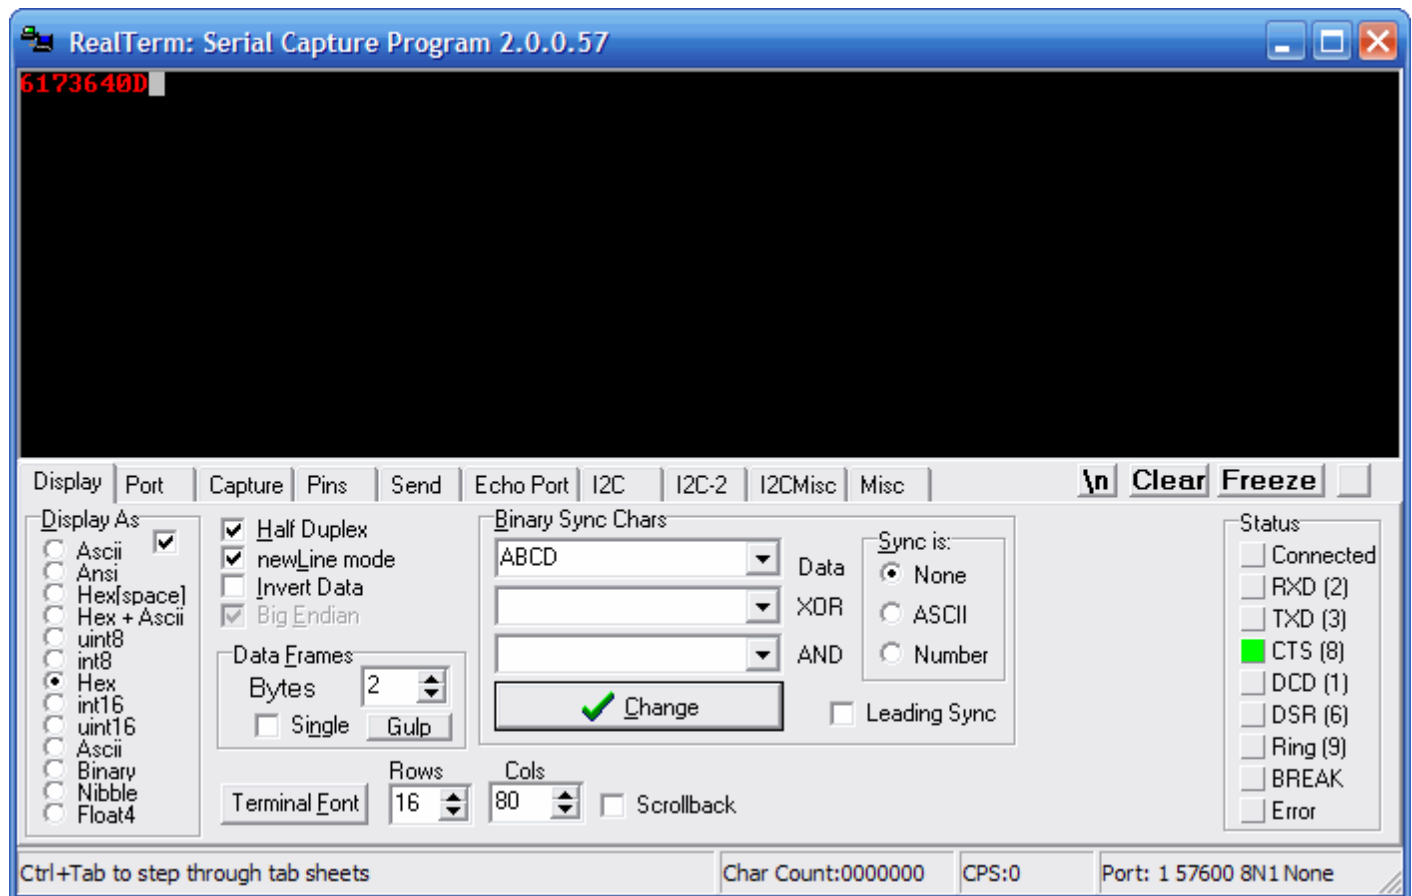 RealTerm: Serial Capture Program 2.0.0.57
6173640D
Display Port Capture Pins Send Echo Port I2C I2C-2 I2CMisc Misc \n Clear Freeze
Display As
Ascii
Ansi
Hex[space]
Hex + Ascii
uint8
int8
Hex
int16
uint16
Ascii
Binary
Nibble
Float4
Half Duplex
newLine mode
Invert Data
Big Endian
Data Frames
Bytes 2
Single Gulp
Terminal Font
Rows
16
Cols
80
Scrollback
Binary Sync Chars
ABCD Data
XOR
AND
Change
Sync is:
None
ASCII
Number
Leading Sync
Status
Connected
RXD (2)
TXD (3)
CTS (8)
DCD (1)
DSR (6)
Ring (9)
BREAK
Error
Ctrl+Tab to step through tab sheets Char Count:0000000 CPS:0 Port: 1 57600 8N1 None